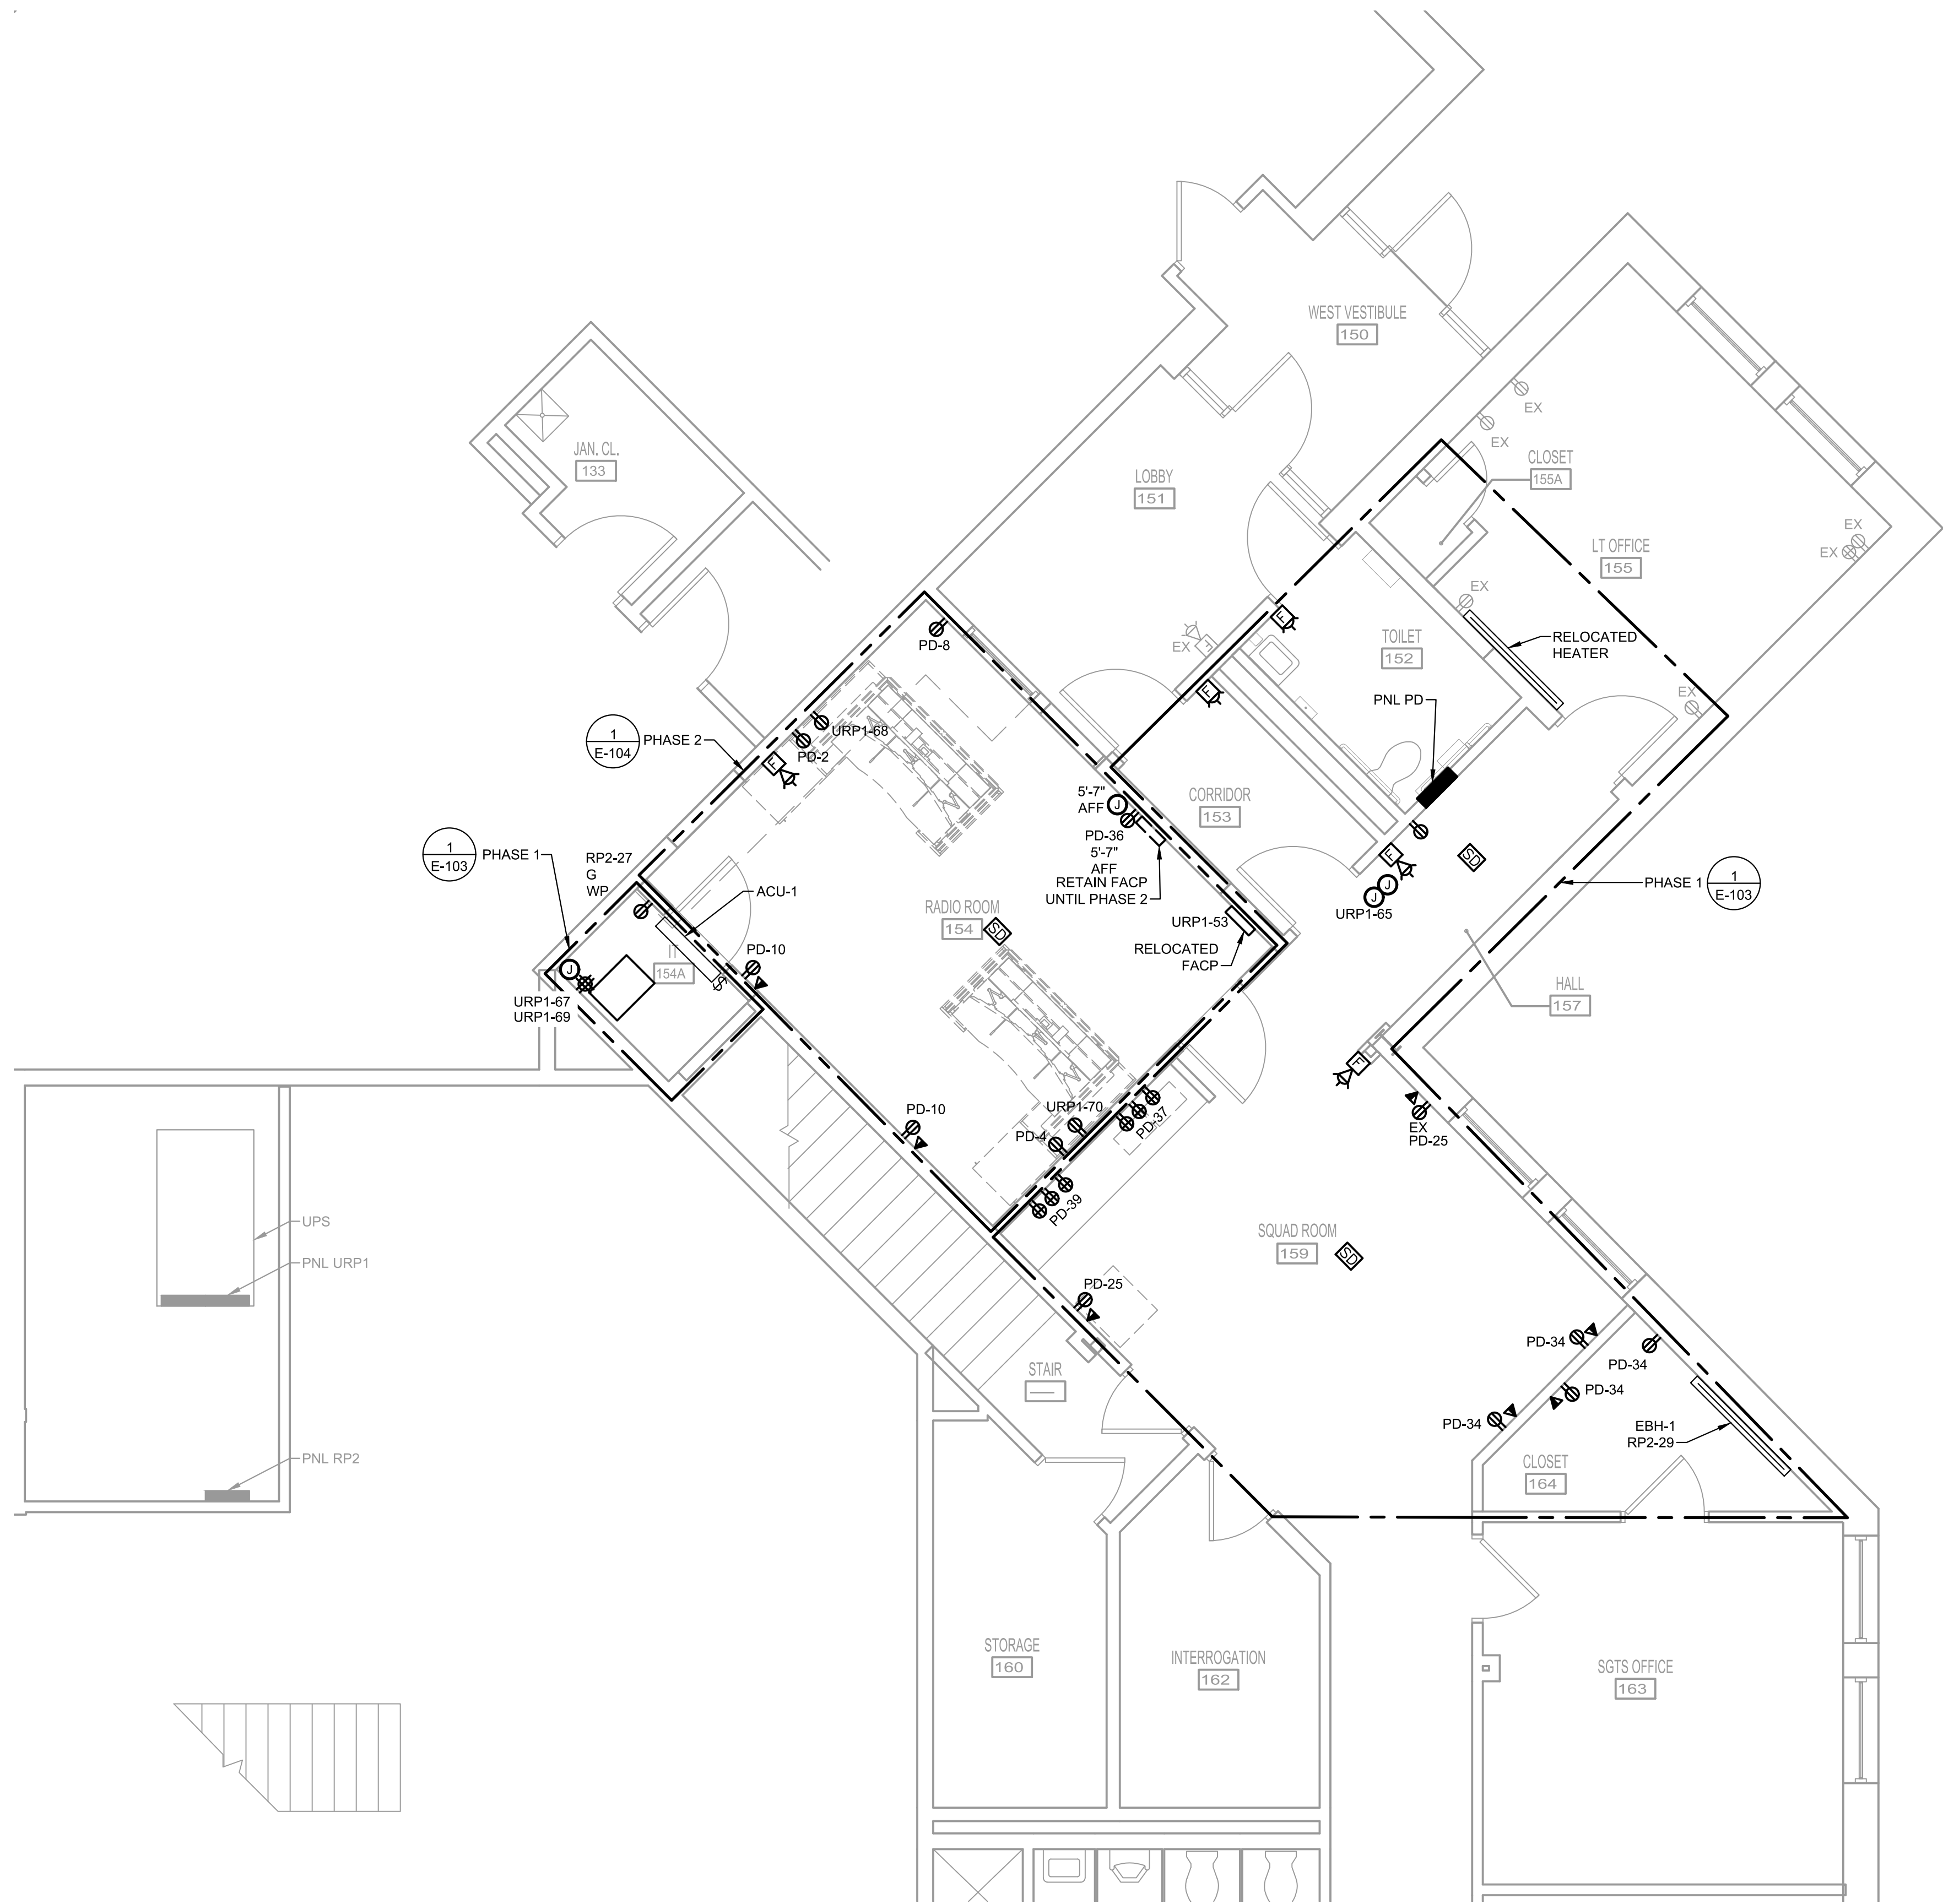 WEST VESTIBULE
150
EX
EX
JAN. CL.
133
CLOSET
155A
LOBBY
151
EX
EX
LT OFFICE
155
EX
F
PD-8
TOILET
152
RELOCATED
HEATER
EX
F
F
EX
PNL PD
1
E-104
PHASE 2
URP1-68
PD-2
F
5'-7"
AFF
J
CORRIDOR
153
PD-36
5'-7"
AFF
RETAIN FACP
UNTIL PHASE 2
1
E-103
PHASE 1
RP2-27
G
WP
ACU-1
F
SD
J
J
URP1-65
PHASE 1
1
E-103
RADIO ROOM
154
SD
URP1-53
RELOCATED
FACP
IT
154A
PD-10
J
$
URP1-67
URP1-69
HALL
157
F
PD-10
URP1-70
PD-4
PD-37
EX
PD-25
PD-39
UPS
PNL URP1
SQUAD ROOM
159
SD
PD-25
PD-34
PD-34
STAIR
PD-34
PD-34
EBH-1
RP2-29
PNL RP2
CLOSET
164
STORAGE
160
INTERROGATION
162
SGTS OFFICE
163